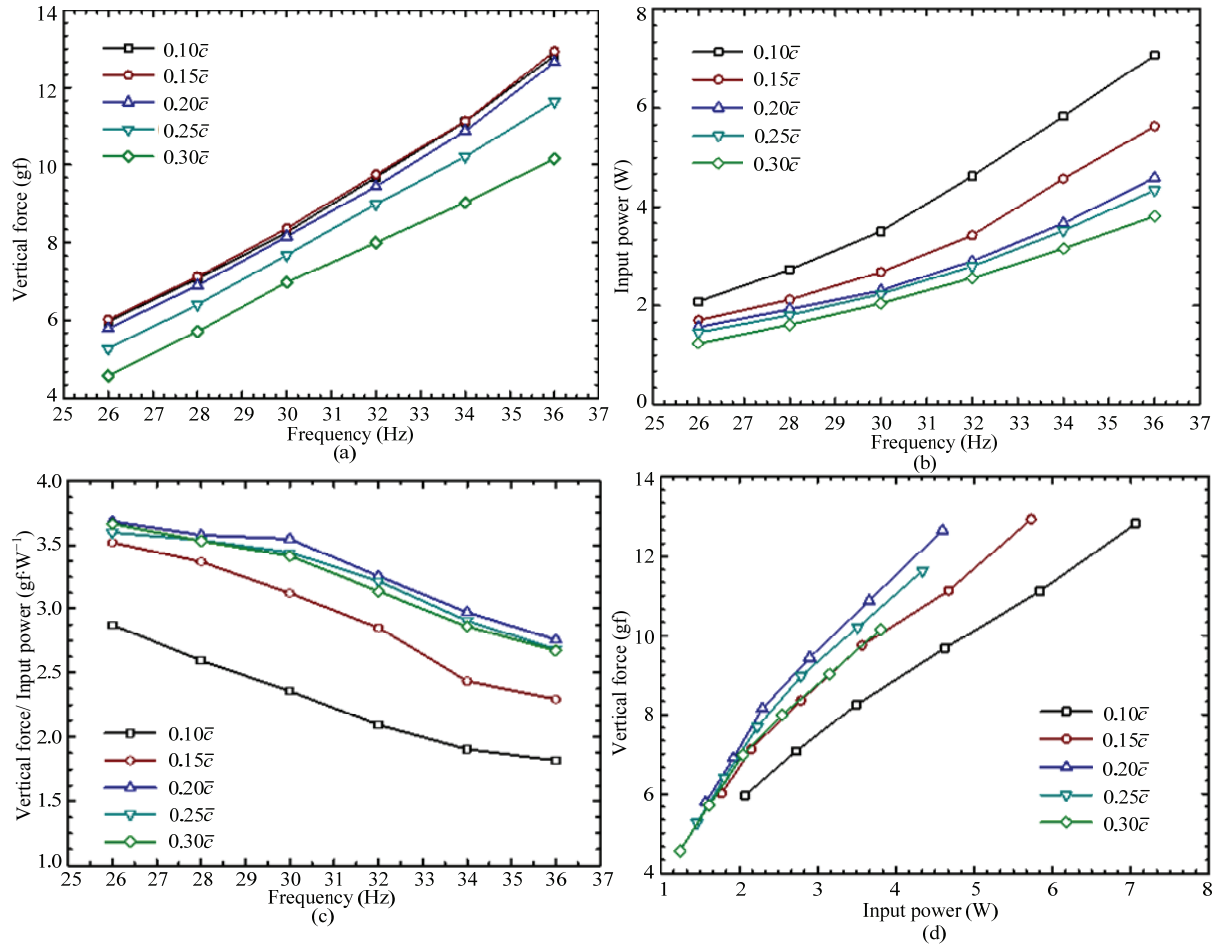 14
12
10
8
6
4
Vertical force (gf)
0.10c̅
0.15c̅
0.20c̅
0.25c̅
0.30c̅
25 26 27 28 29 30 31 32 33 34 35 36 37
Frequency (Hz)
(a)
8
6
4
2
0
Input power (W)
0.10c̅
0.15c̅
0.20c̅
0.25c̅
0.30c̅
25 26 27 28 29 30 31 32 33 34 35 36 37
Frequency (Hz)
(b)
4.0
3.5
3.0
2.5
2.0
1.5
1.0
Vertical force/ Input power (gf·W⁻¹)
0.10c̅
0.15c̅
0.20c̅
0.25c̅
0.30c̅
25 26 27 28 29 30 31 32 33 34 35 36 37
Frequency (Hz)
(c)
14
12
10
8
6
4
Vertical force (gf)
0.10c̅
0.15c̅
0.20c̅
0.25c̅
0.30c̅
1 2 3 4 5 6 7 8
Input power (W)
(d)